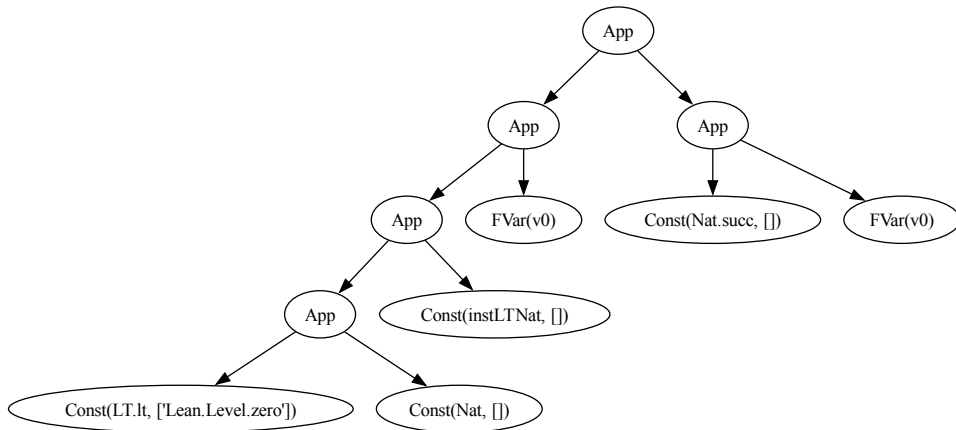 App
App
App
App
FVar(v0)
Const(Nat.succ, [])
FVar(v0)
App
Const(instLTNat, [])
Const(LT.lt, ['Lean.Level.zero'])
Const(Nat, [])